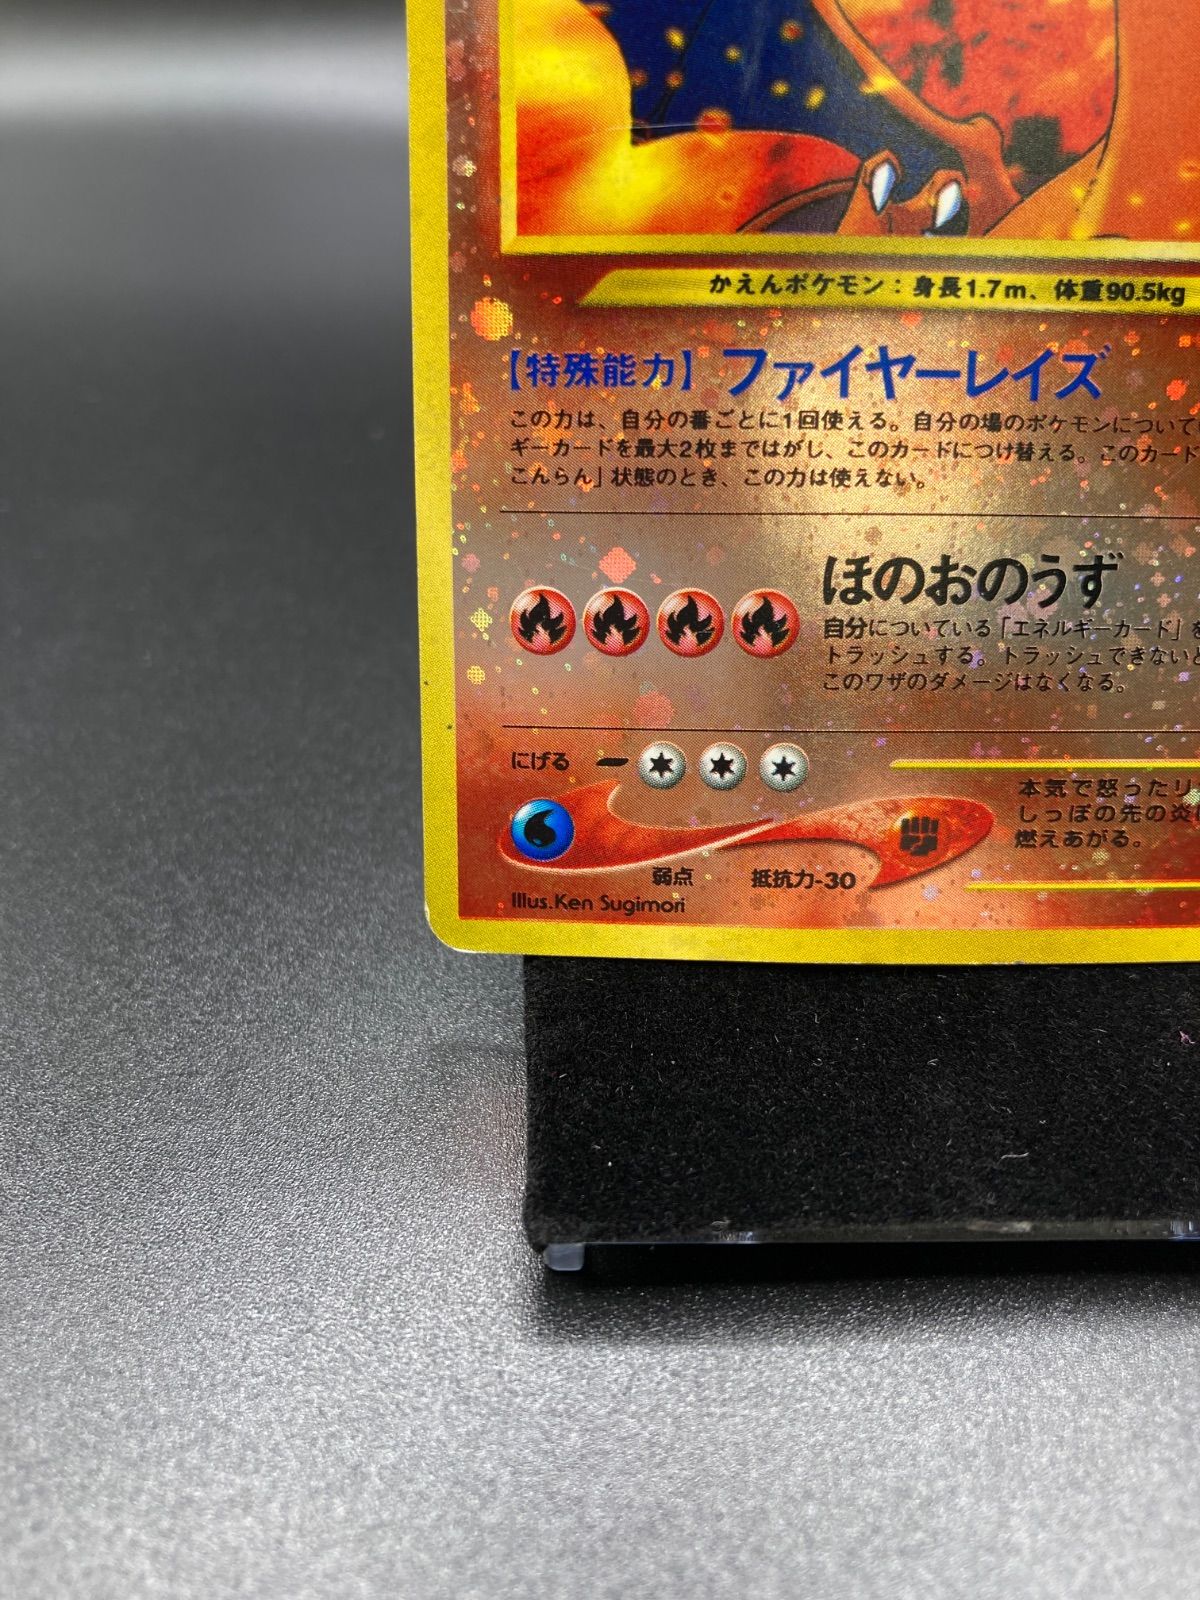 かえんポケモン：身長1.7m、体重90.5kg
【特殊能力】ファイヤーレイズ
この力は、自分の番ごとに1回使える。自分の場のポケモンについてい
ギーカードを最大2枚まではがし、このカードにつけ替える。このカード
こんらん」状態のとき、この力は使えない。
ほのおのうず
自分についている「エネルギーカード」を
トラッシュする。トラッシュできないと
このワザのダメージはなくなる。
にげる
本気で怒ったリ
しっぽの先の炎
燃えあがる。
弱点 抵抗力-30
Illus.Ken Sugimori